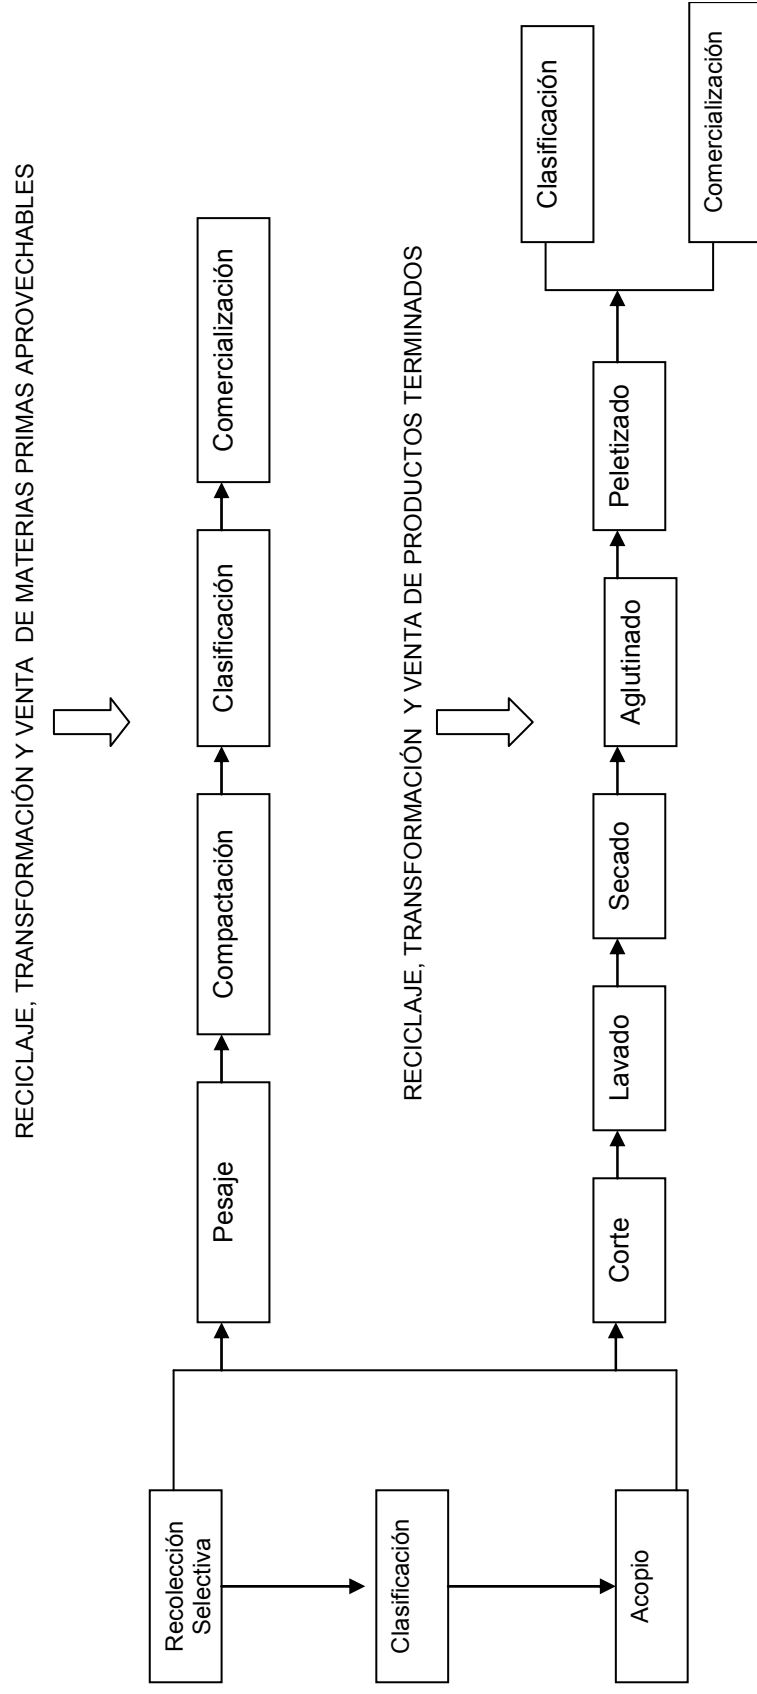 RECICLAJE, TRANSFORMACIÓN Y VENTA  DE MATERIAS PRIMAS APROVECHABLES
Recolección
Selectiva
Pesaje
Compactación
Clasificación
Comercialización
Clasificación
RECICLAJE, TRANSFORMACIÓN  Y VENTA DE PRODUCTOS TERMINADOS
Acopio
Corte
Lavado
Secado
Aglutinado
Peletizado
Clasificación
Comercialización